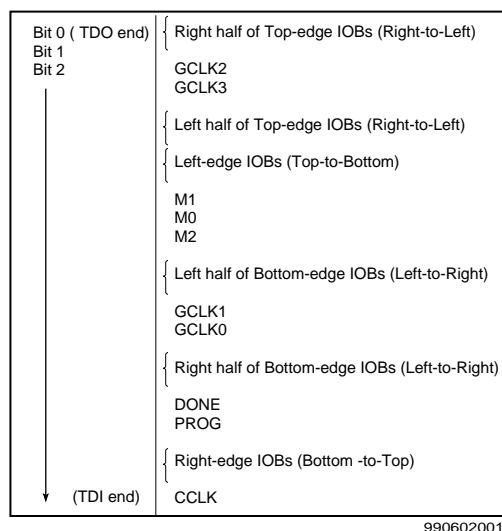 Bit 0 ( TDO end) Right half of Top-edge IOBs (Right-to-Left)
Bit 1
Bit 2 GCLK2
GCLK3
Left half of Top-edge IOBs (Right-to-Left)
Left-edge IOBs (Top-to-Bottom)
M1
M0
M2
Left half of Bottom-edge IOBs (Left-to-Right)
GCLK1
GCLK0
Right half of Bottom-edge IOBs (Left-to-Right)
DONE
PROG
Right-edge IOBs (Bottom -to-Top)
(TDI end) CCLK
990602001